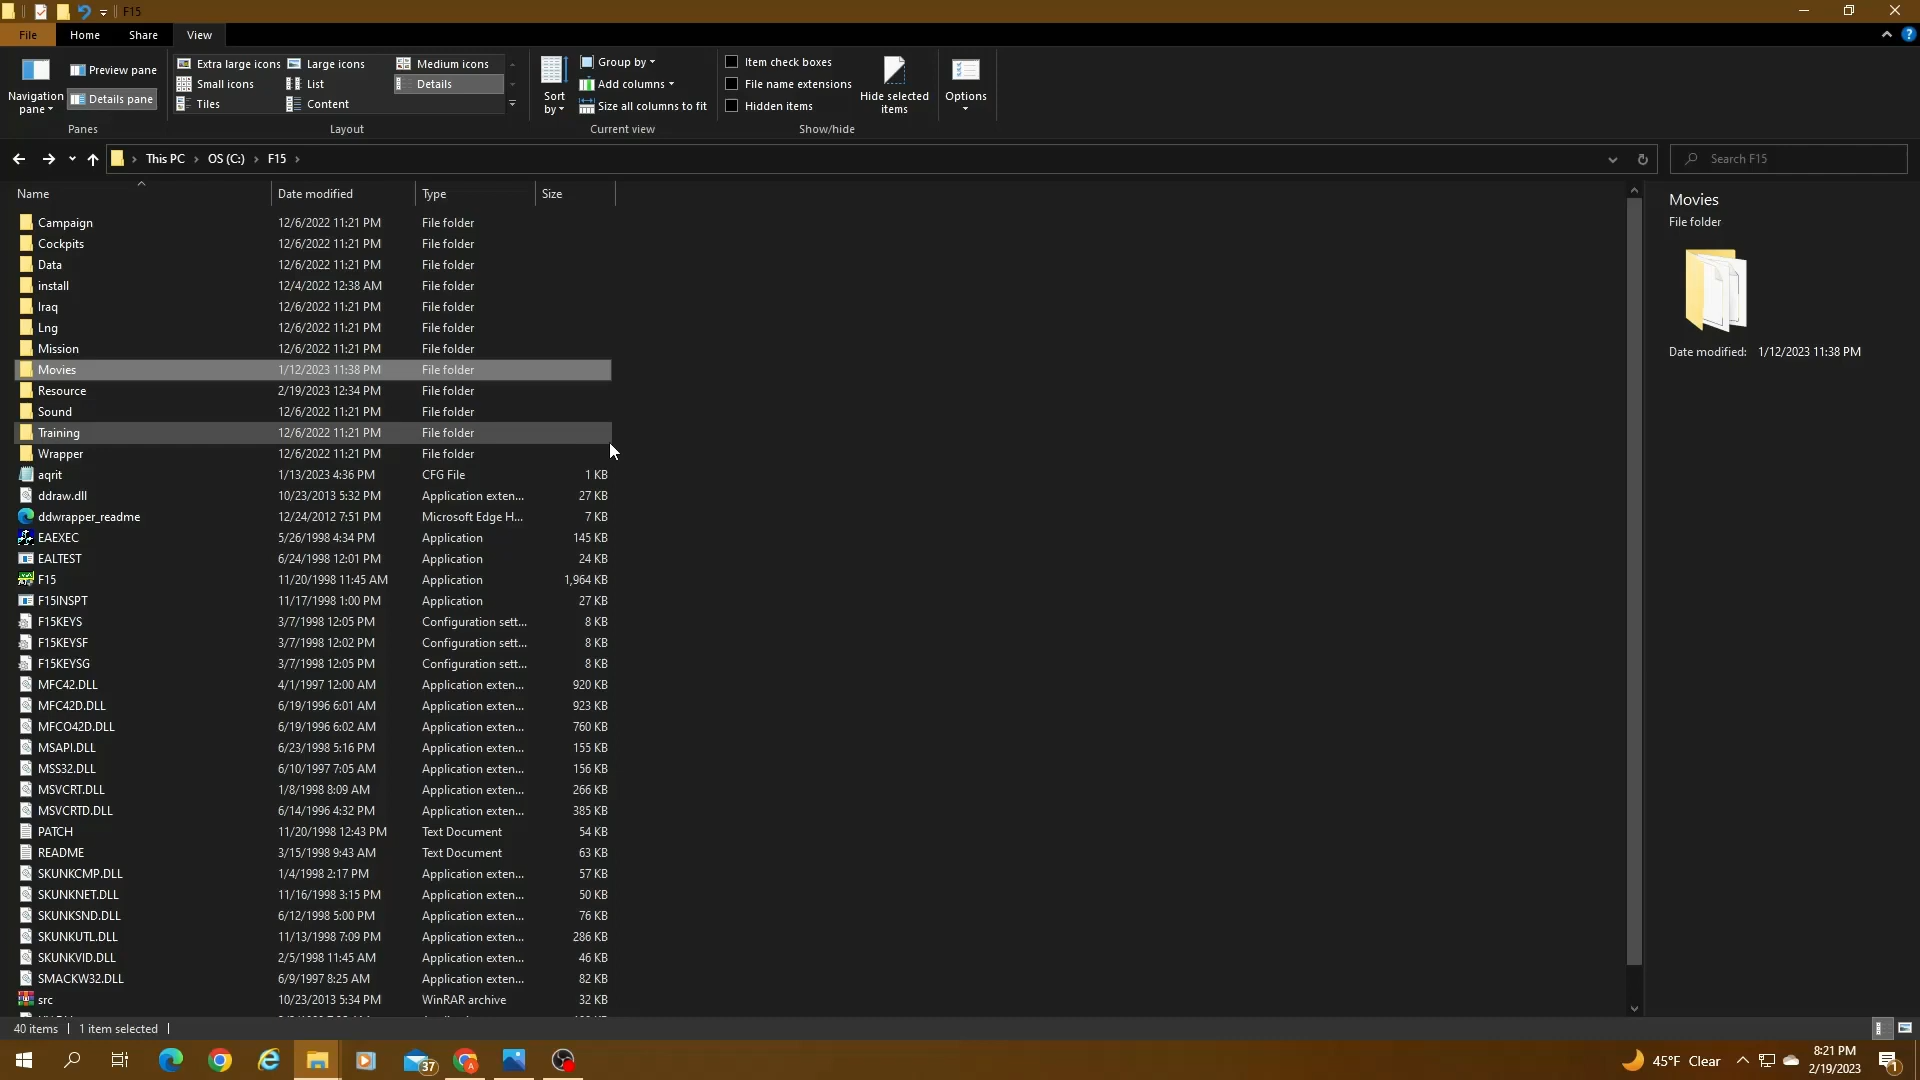 F15
File Home Share View
Navigation pane
Preview pane
Details pane
Panes
Extra large icons Large icons Medium icons
Small icons List Details
Tiles Content
Layout
Sort by
Group by
Add columns
Size all columns to fit
Current view
Item check boxes
File name extensions
Hidden items
Show/hide
Hide selected items
Options
This PC OS (C:) F15
Search F15
Name Date modified Type Size
Campaign 12/6/2022 11:21 PM File folder
Cockpits 12/6/2022 11:21 PM File folder
Data 12/6/2022 11:21 PM File folder
install 12/4/2022 12:38 AM File folder
Iraq 12/6/2022 11:21 PM File folder
Lng 12/6/2022 11:21 PM File folder
Mission 12/6/2022 11:21 PM File folder
Movies 1/12/2023 11:38 PM File folder
Resource 2/19/2023 12:34 PM File folder
Sound 12/6/2022 11:21 PM File folder
Training 12/6/2022 11:21 PM File folder
Wrapper 12/6/2022 11:21 PM File folder
aqrit 1/13/2023 4:36 PM CFG File 1 KB
ddraw.dll 10/23/2013 5:32 PM Application exten... 27 KB
ddwrapper_readme 12/24/2012 7:51 PM Microsoft Edge H... 7 KB
EAEXEC 5/26/1998 4:34 PM Application 145 KB
EALTEST 6/24/1998 12:01 PM Application 24 KB
F15 11/20/1998 11:45 AM Application 1,964 KB
F15INSPT 11/17/1998 1:00 PM Application 27 KB
F15KEYS 3/7/1998 12:05 PM Configuration sett... 8 KB
F15KEYSF 3/7/1998 12:02 PM Configuration sett... 8 KB
F15KEYSG 3/7/1998 12:05 PM Configuration sett... 8 KB
MFC42.DLL 4/1/1997 12:00 AM Application exten... 920 KB
MFC42D.DLL 6/19/1996 6:01 AM Application exten... 923 KB
MFCO42D.DLL 6/19/1996 6:02 AM Application exten... 760 KB
MSAPI.DLL 6/23/1998 5:16 PM Application exten... 155 KB
MSS32.DLL 6/10/1997 7:05 AM Application exten... 156 KB
MSVCRT.DLL 1/8/1998 8:09 AM Application exten... 266 KB
MSVCRTD.DLL 6/14/1996 4:32 PM Application exten... 385 KB
PATCH 11/20/1998 12:43 PM Text Document 54 KB
README 3/15/1998 9:43 AM Text Document 63 KB
SKUNKCMP.DLL 1/4/1998 2:17 PM Application exten... 57 KB
SKUNKNET.DLL 11/16/1998 3:15 PM Application exten... 50 KB
SKUNKSND.DLL 6/12/1998 5:00 PM Application exten... 76 KB
SKUNKUTL.DLL 11/13/1998 7:09 PM Application exten... 286 KB
SKUNKVID.DLL 2/5/1998 11:45 AM Application exten... 46 KB
SMACKW32.DLL 6/9/1997 8:25 AM Application exten... 82 KB
src 10/23/2013 5:34 PM WinRAR archive 32 KB
Movies
File folder
Date modified: 1/12/2023 11:38 PM
40 items 1 item selected
37
45°F Clear
8:21 PM
2/19/2023
1